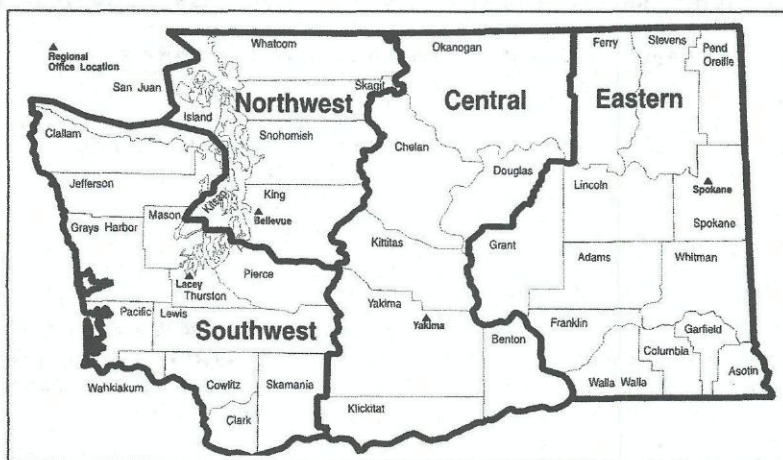 ▲
Regional
Office Location
San Juan
Whatcom
Skagit
Northwest
Island
Snohomish
King
Kitsap
▲
Bellevue
Okanogan
Central
Chelan
Douglas
Kittitas
Yakima
▲
Yakima
Benton
Klickitat
Ferry
Stevens
Pend
Oreille
Eastern
Lincoln
▲
Spokane
Spokane
Grant
Adams
Whitman
Franklin
Garfield
Columbia
Walla Walla
Asotin
Clallam
Jefferson
Grays Harbor
Mason
▲
Lacey
Thurston
Pierce
Pacific
Lewis
Southwest
Wahkiakum
Cowlitz
Skamania
Clark